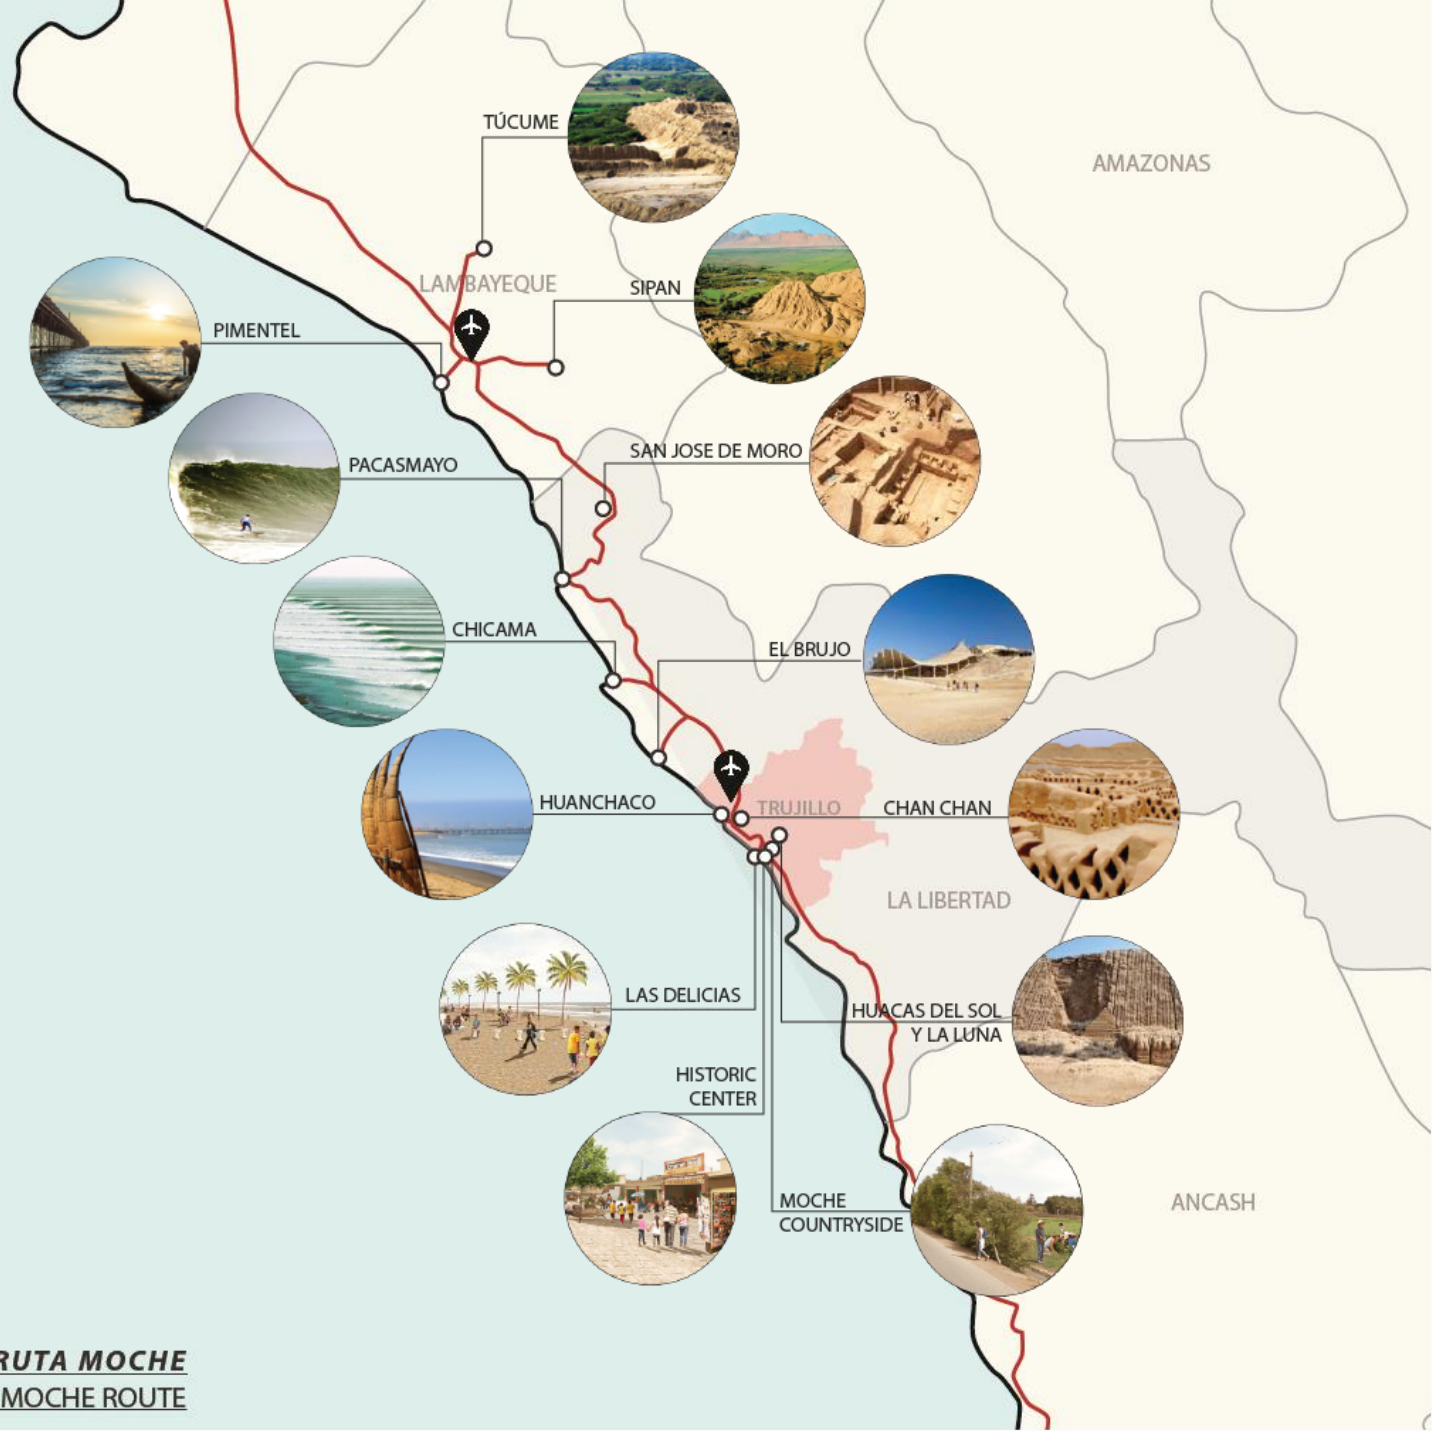 TÚCUME
AMAZONAS
LAMBAYEQUE
SIPAN
PIMENTEL
SAN JOSE DE MORO
PACASMAYO
CHICAMA
EL BRUJO
HUANCHACO
TRUJILLO
CHAN CHAN
LA LIBERTAD
LAS DELICIAS
HUACAS DEL SOL
Y LA LUNA
HISTORIC
CENTER
MOCHE
COUNTRYSIDE
ANCASH
RUTA MOCHE
MOCHE ROUTE